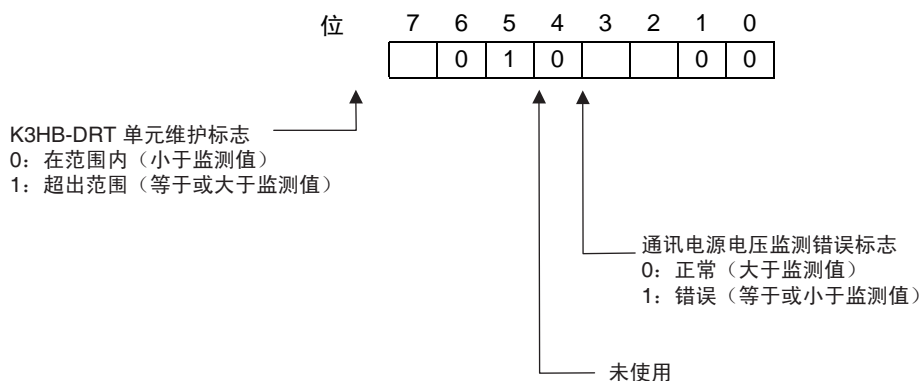 位 7 6 5 4 3 2 1 0
0 1 0 0 0
K3HB-DRT 单元维护标志
0：在范围内（小于监测值）
1：超出范围（等于或大于监测值）
通讯电源电压监测错误标志
0：正常（大于监测值）
1：错误（等于或小于监测值）
未使用